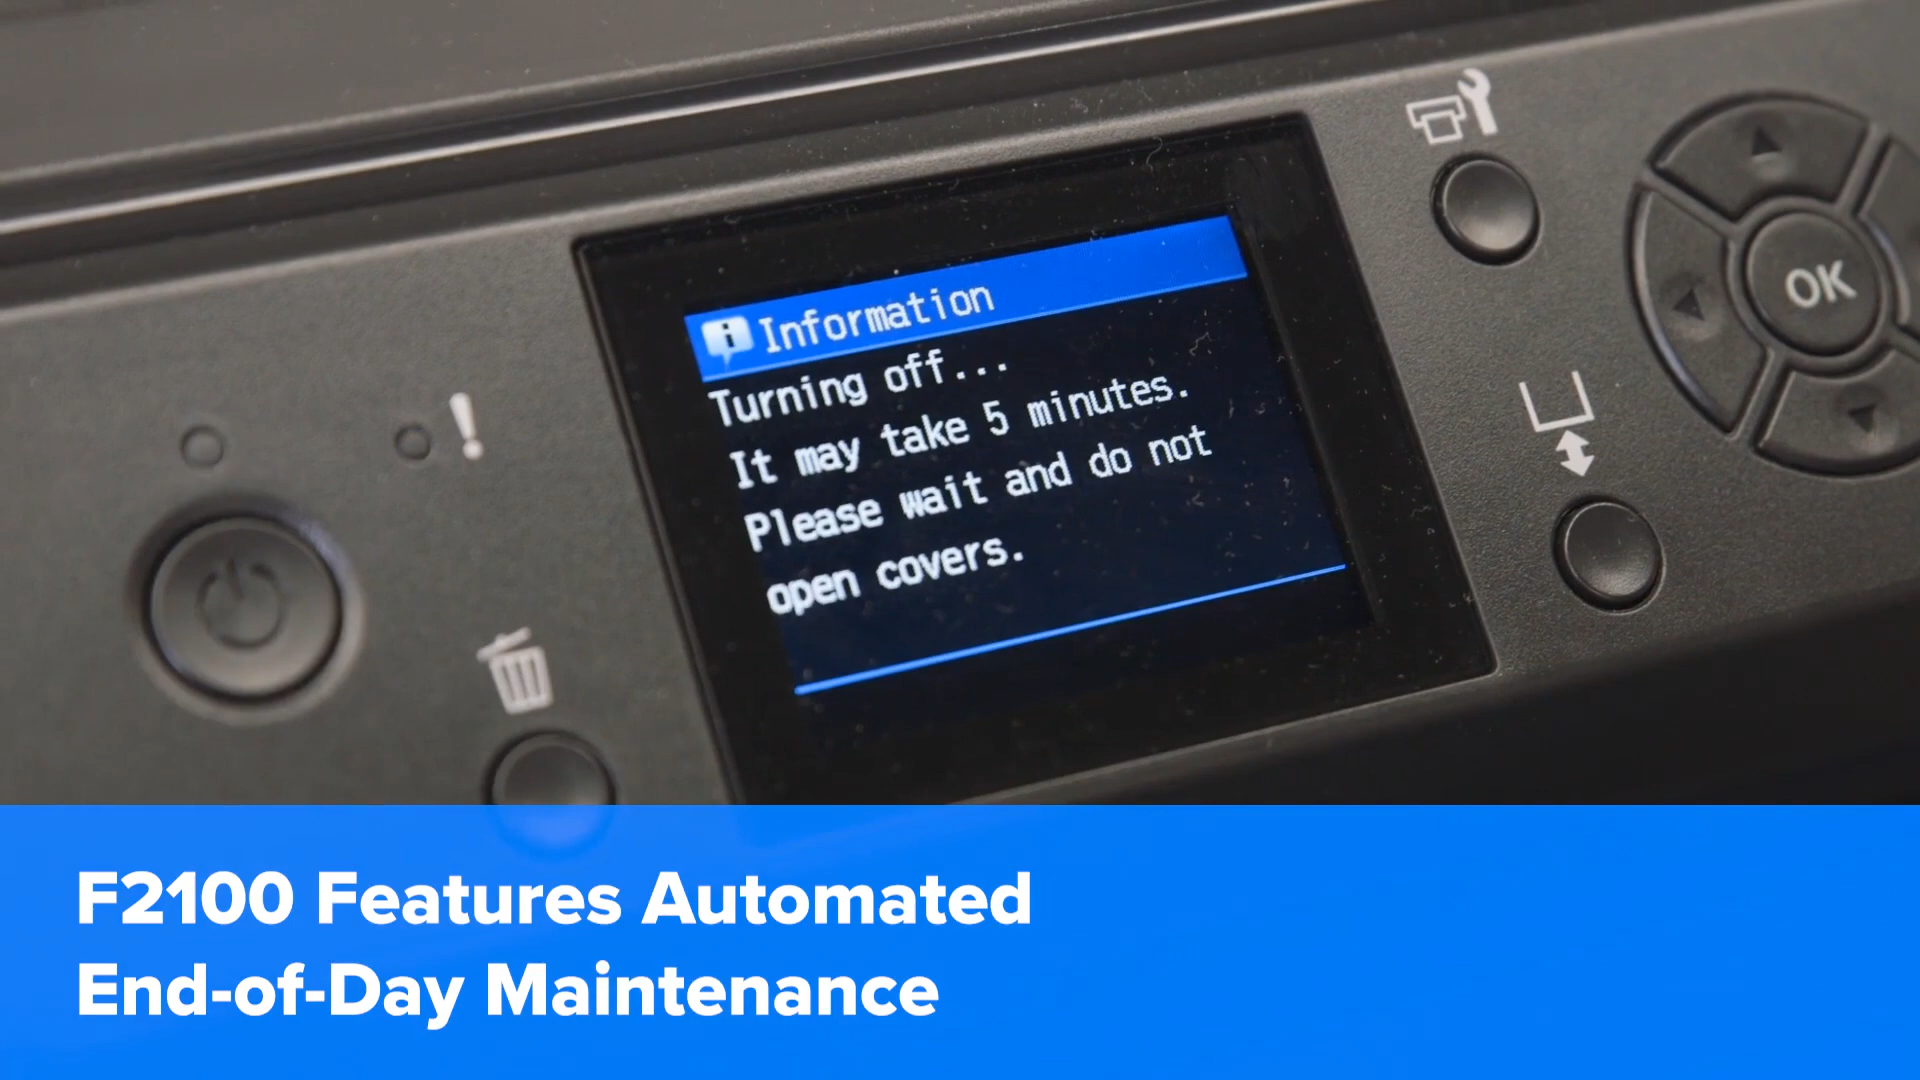 Information
Turning off...
It may take 5 minutes.
Please wait and do not
open covers.
OK
!
F2100 Features Automated
End-of-Day Maintenance